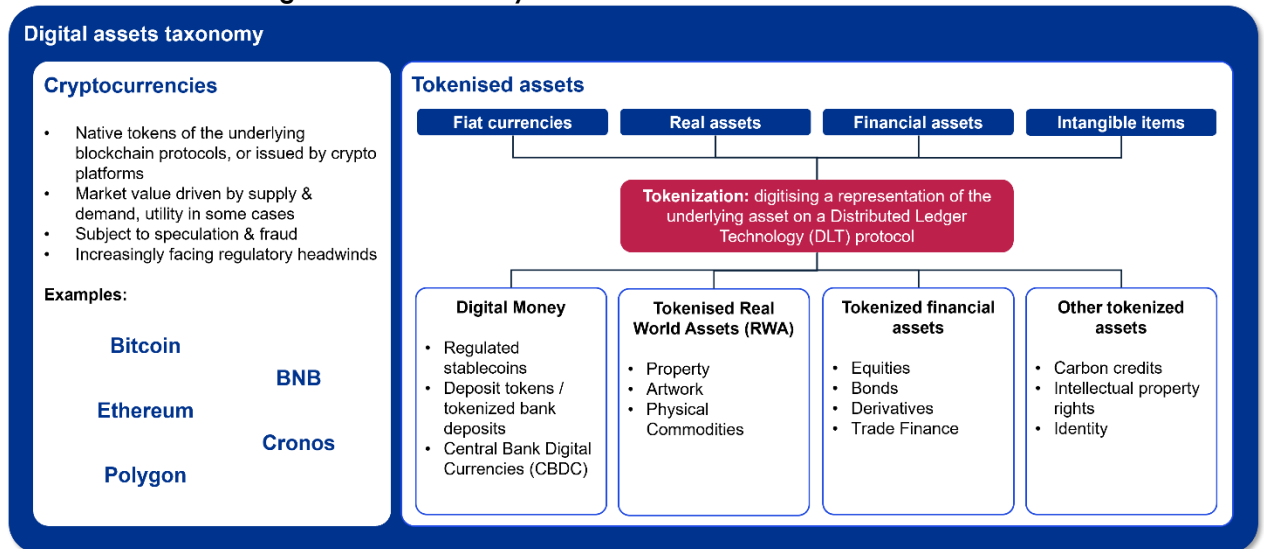 Digital assets taxonomy
Cryptocurrencies
• Native tokens of the underlying
blockchain protocols, or issued by crypto
platforms
• Market value driven by supply &
demand, utility in some cases
• Subject to speculation & fraud
• Increasingly facing regulatory headwinds
Examples:
Bitcoin
BNB
Ethereum
Cronos
Polygon
Tokenised assets
Fiat currencies
Real assets
Financial assets
Intangible items
Tokenization: digitising a representation of the
underlying asset on a Distributed Ledger
Technology (DLT) protocol
Digital Money
• Regulated
stablecoins
• Deposit tokens /
tokenized bank
deposits
• Central Bank Digital
Currencies (CBDC)
Tokenised Real
World Assets (RWA)
• Property
• Artwork
• Physical
Commodities
Tokenized financial
assets
• Equities
• Bonds
• Derivatives
• Trade Finance
Other tokenized
assets
• Carbon credits
• Intellectual property
rights
• Identity